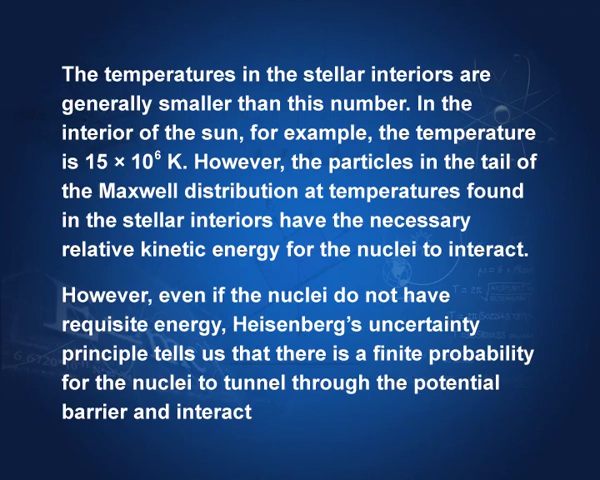 The temperatures in the stellar interiors are
generally smaller than this number. In the
interior of the sun, for example, the temperature
is 15 × 10⁶ K. However, the particles in the tail of
the Maxwell distribution at temperatures found
in the stellar interiors have the necessary
relative kinetic energy for the nuclei to interact.
However, even if the nuclei do not have
requisite energy, Heisenberg's uncertainty
principle tells us that there is a finite probability
for the nuclei to tunnel through the potential
barrier and interact